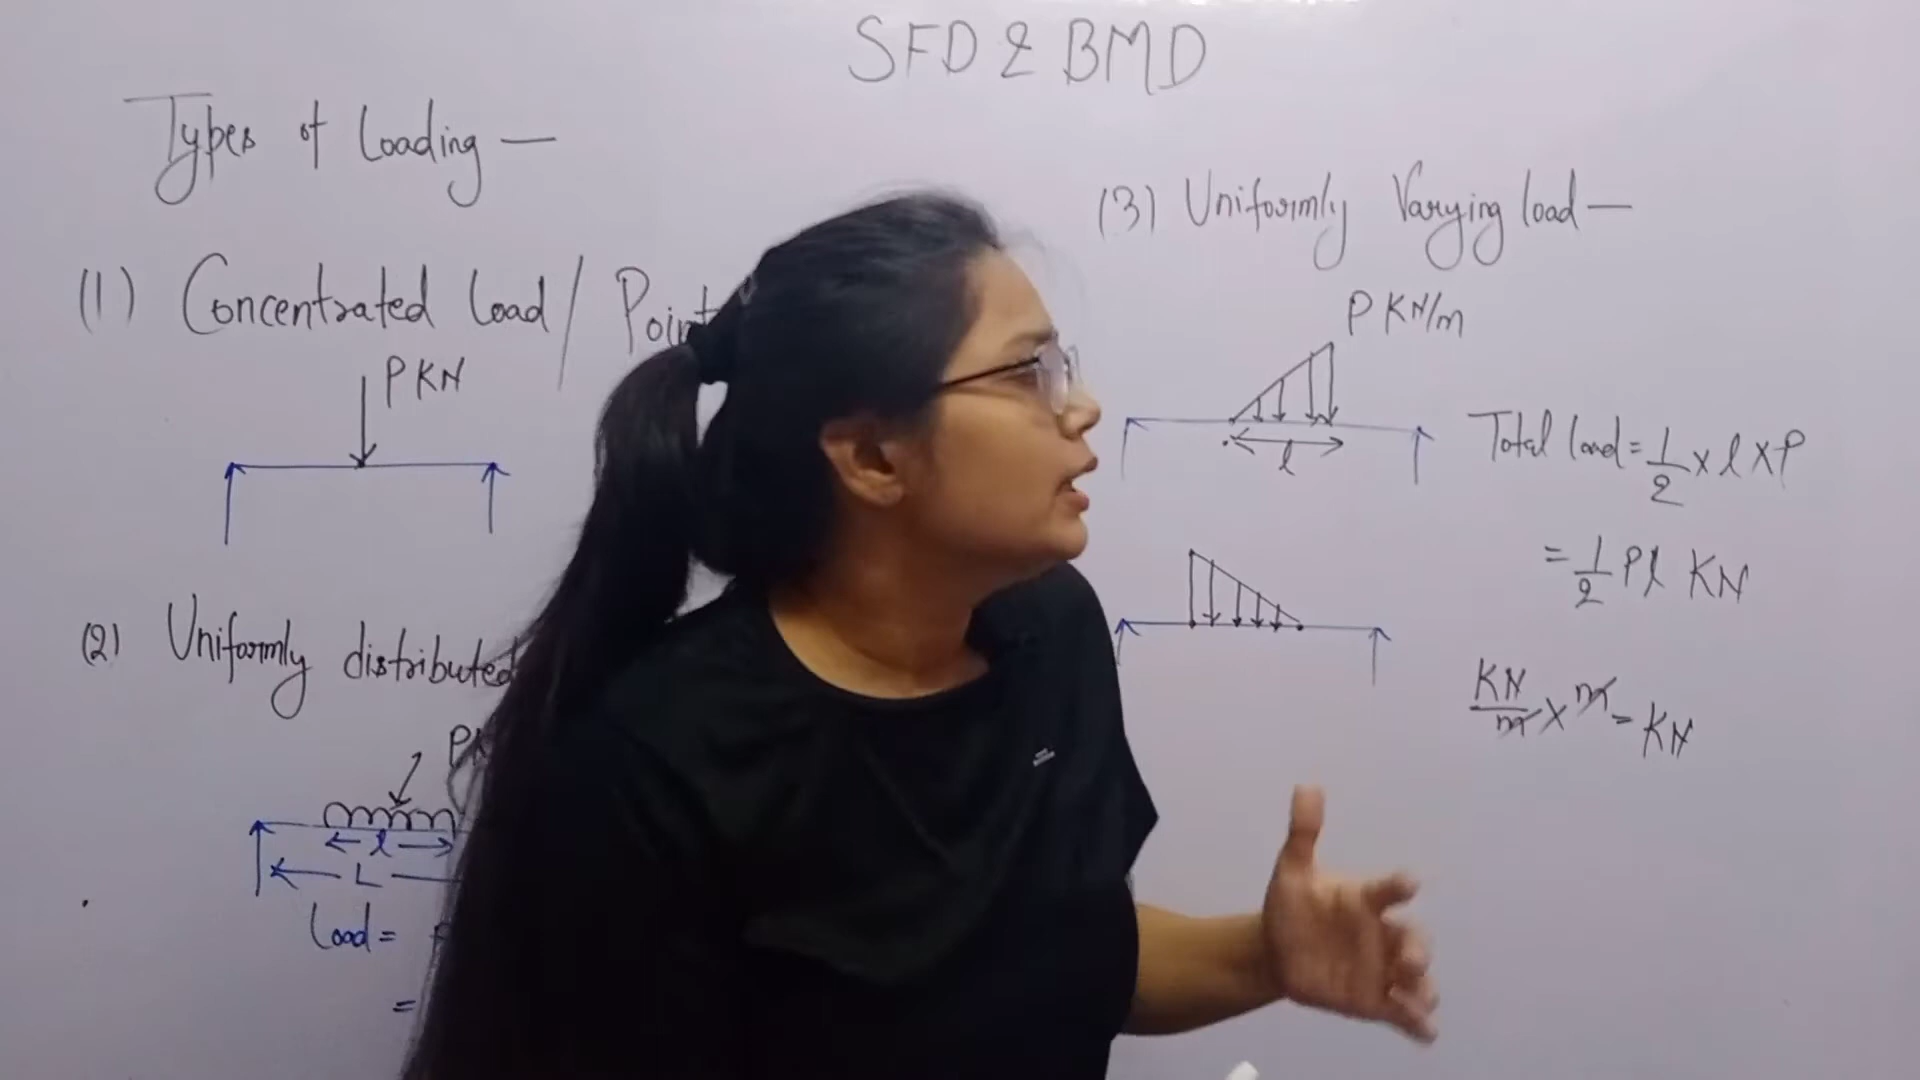 SFD & BMD
Types of Loading —
(1) Concentrated Load / Point
P KN
(2) Uniformly distributed
l
L
Load =
=
(3) Uniformly Varying load —
P KN/m
l
Total load = 1/2 x l x P
= 1/2 Pl KN
KN/m x m = KN